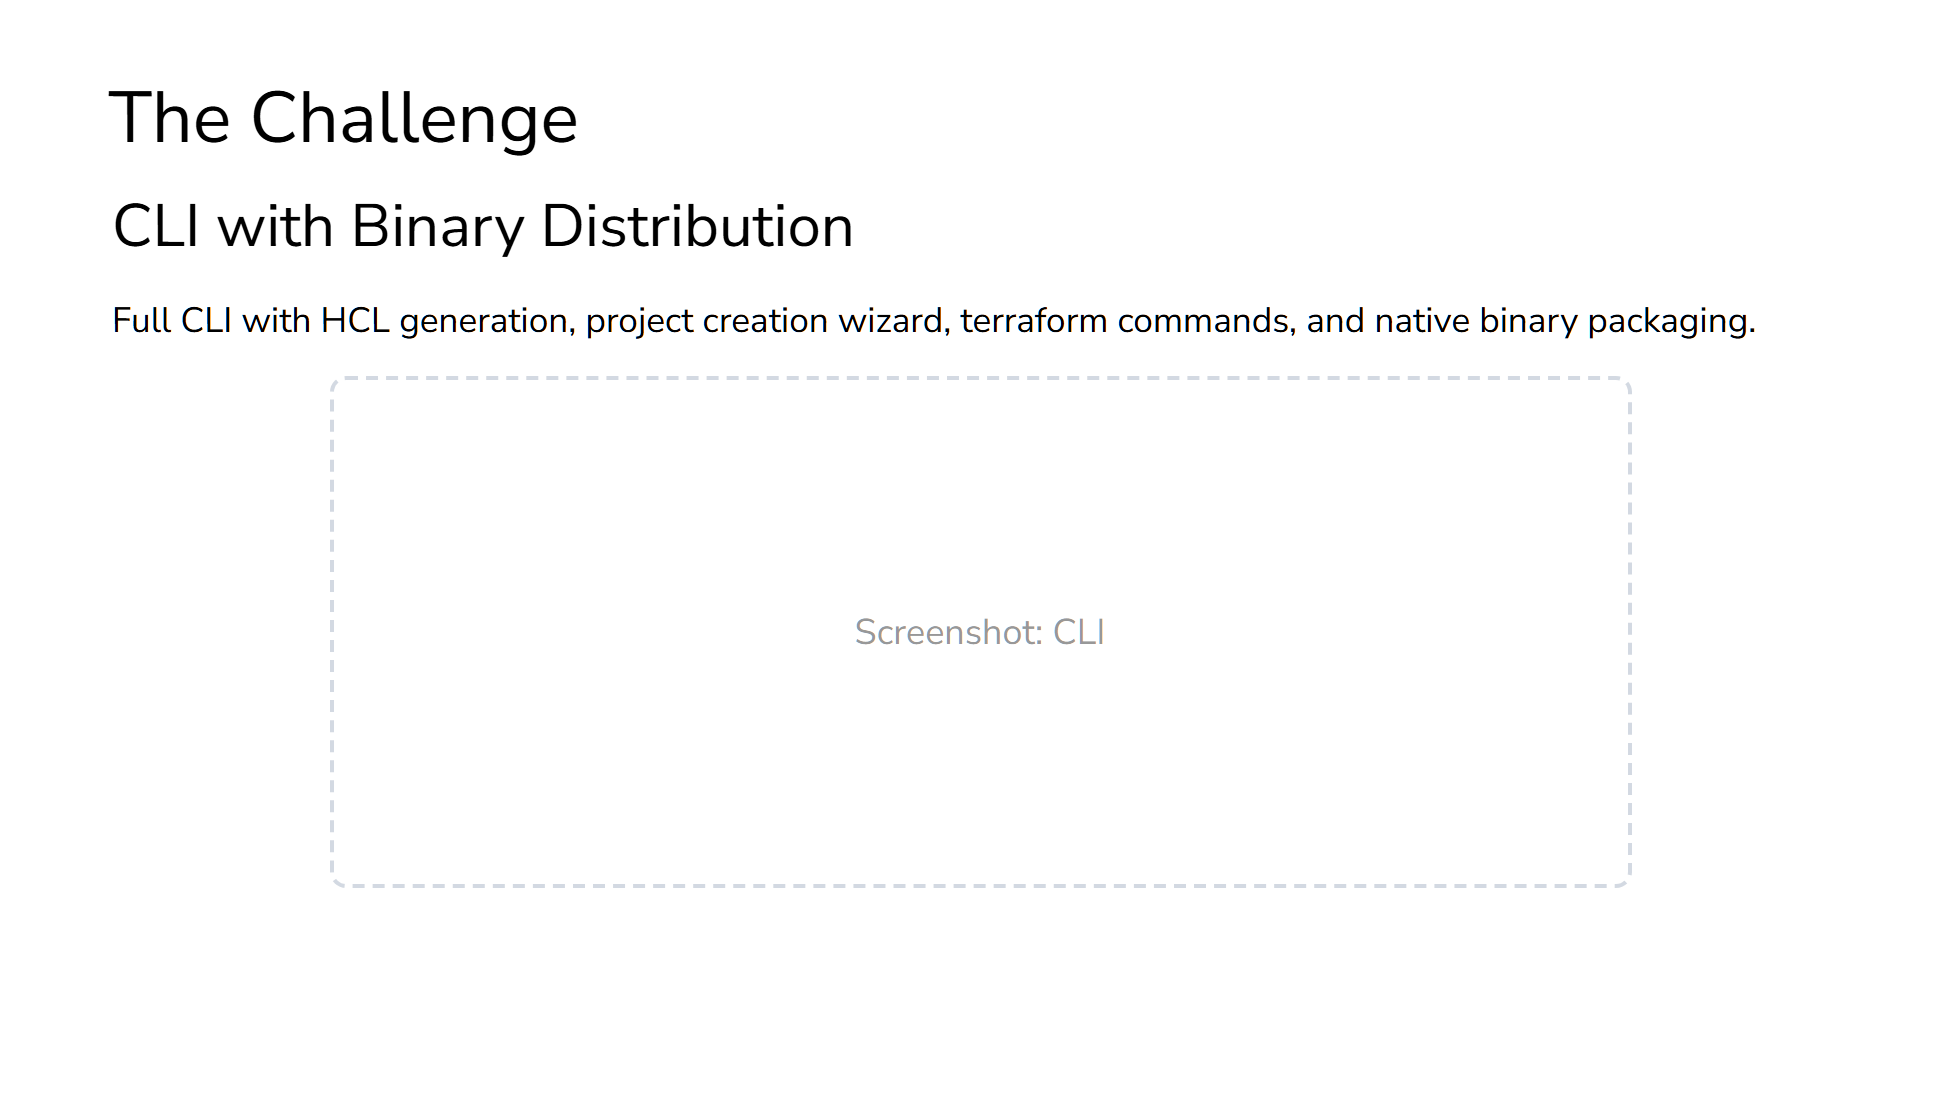 The Challenge
CLI with Binary Distribution
Full CLI with HCL generation, project creation wizard, terraform commands, and native binary packaging.
Screenshot: CLI